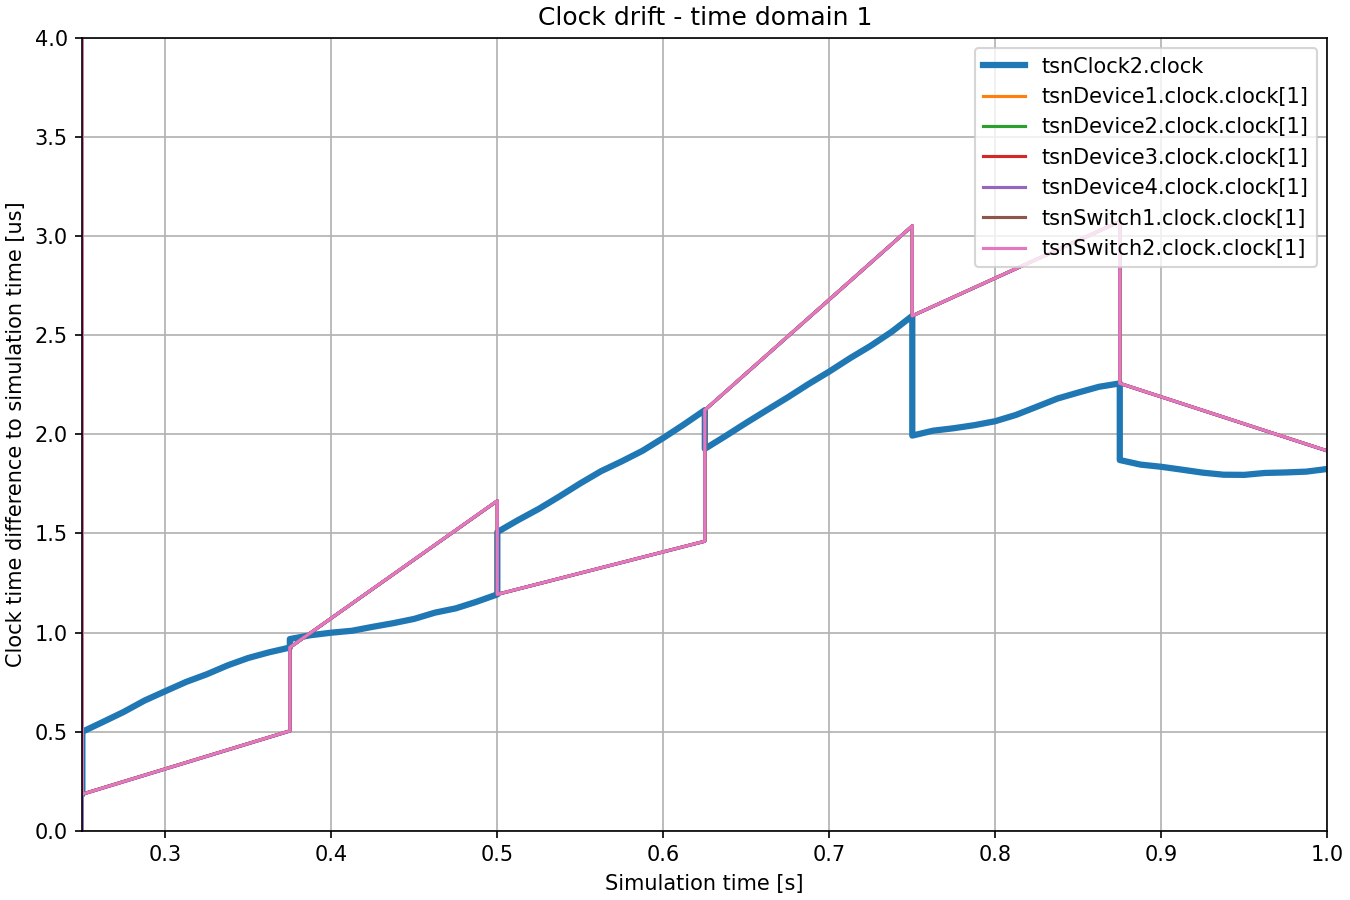 Clock drift - time domain 1
4.0
3.5
3.0
2.5
2.0
1.5
1.0
0.5
0.0
Clock time difference to simulation time [us]
tsnClock2.clock
tsnDevice1.clock.clock[1]
tsnDevice2.clock.clock[1]
tsnDevice3.clock.clock[1]
tsnDevice4.clock.clock[1]
tsnSwitch1.clock.clock[1]
tsnSwitch2.clock.clock[1]
0.3 0.4 0.5 0.6 0.7 0.8 0.9 1.0
Simulation time [s]